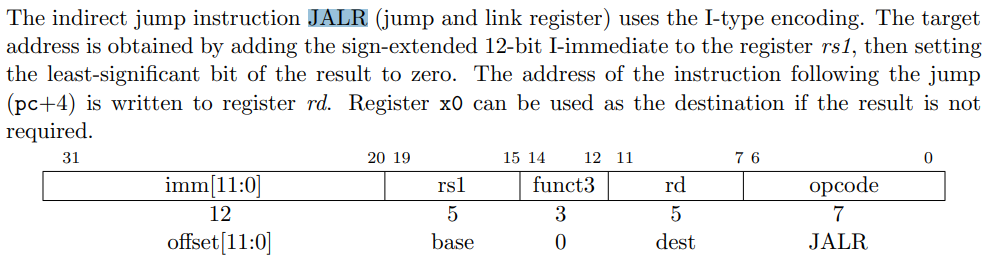 The indirect jump instruction JALR (jump and link register) uses the I-type encoding. The target
address is obtained by adding the sign-extended 12-bit I-immediate to the register rs1, then setting
the least-significant bit of the result to zero. The address of the instruction following the jump
(pc+4) is written to register rd. Register x0 can be used as the destination if the result is not
required.
31 20 19 15 14 12 11 7 6 0
imm[11:0] rs1 funct3 rd opcode
12 5 3 5 7
offset[11:0] base 0 dest JALR